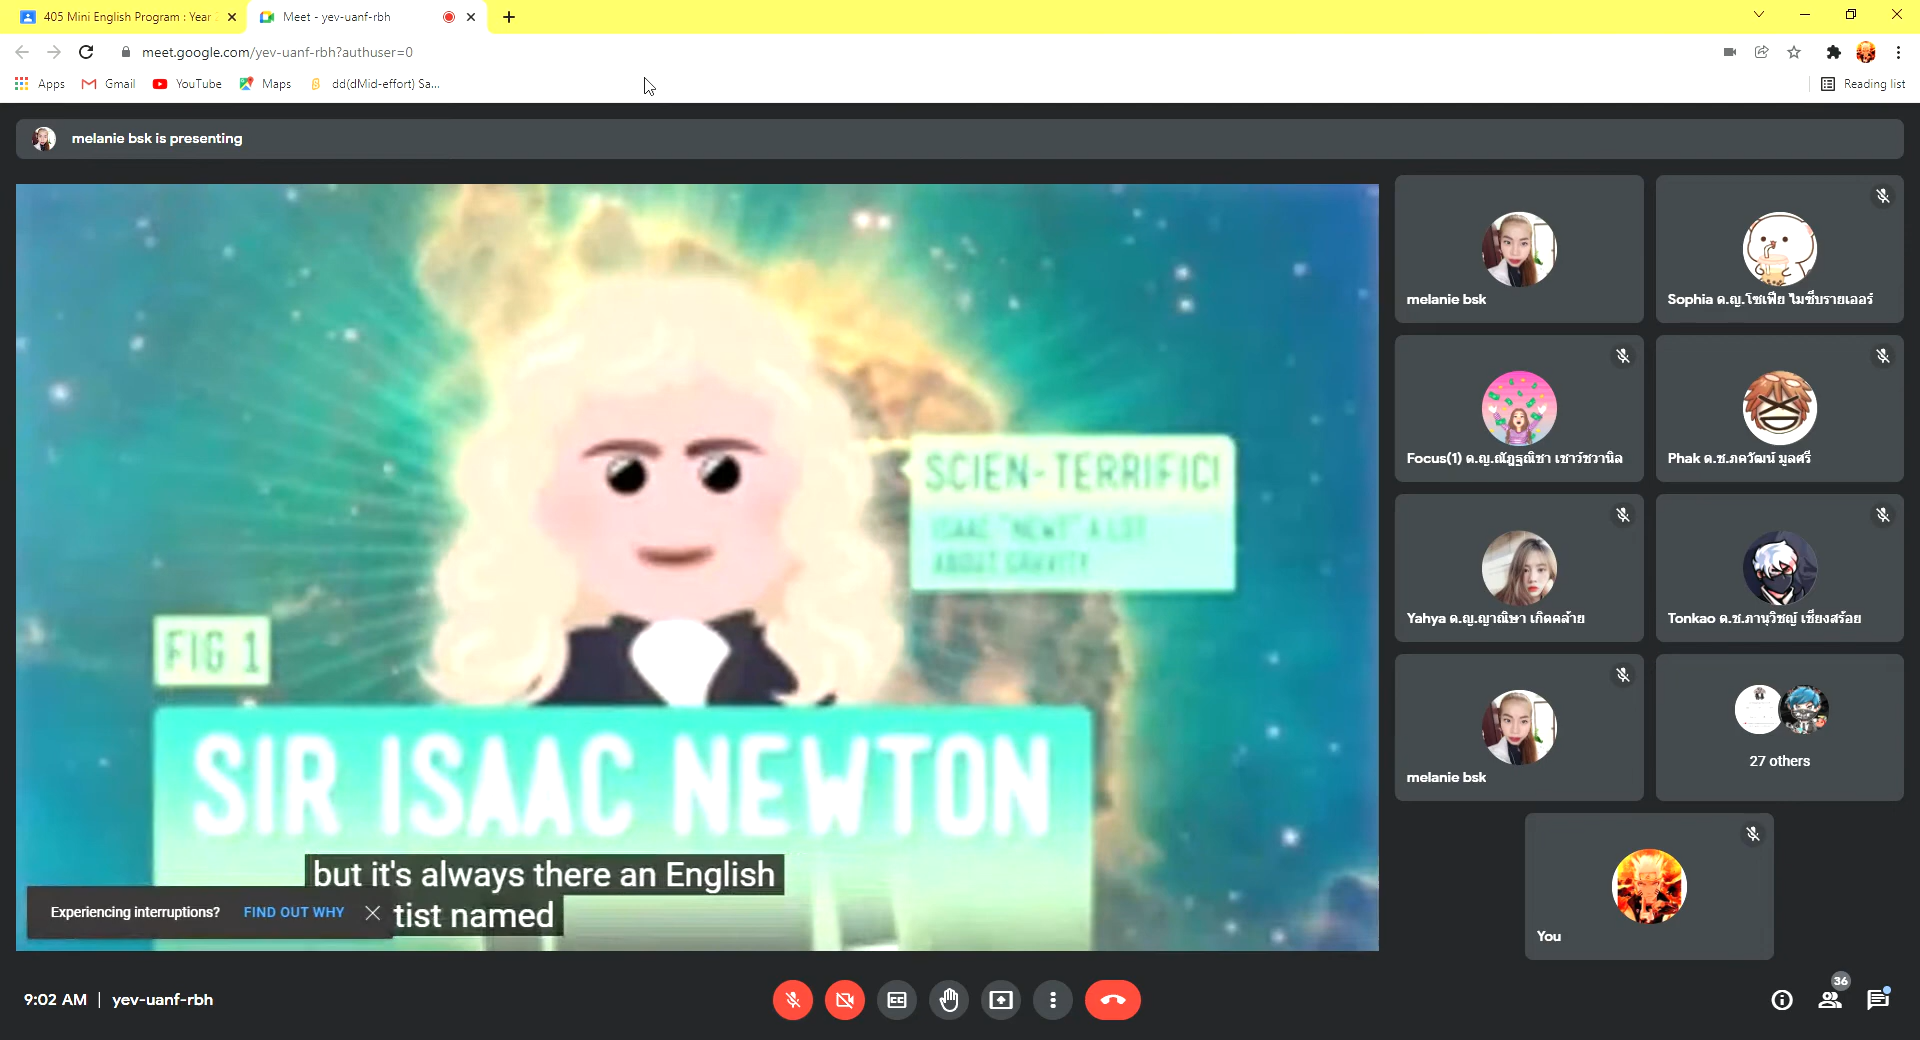 405 Mini English Program : Year
Meet - yev-uanf-rbh
meet.google.com/yev-uanf-rbh?authuser=0
Apps
Gmail
YouTube
Maps
dd(dMid-effort) Sa...
Reading list
melanie bsk is presenting
SCIEN-TERRIFIC!
ISAAC "NEWT" A LOT
ABOUT GRAVITY
FIG 1
SIR ISAAC NEWTON
but it's always there an English
tist named
Experiencing interruptions?
FIND OUT WHY
melanie bsk
Sophia ด.ญ.โซเฟีย ไมซ็บรายเออร์
Focus(1) ด.ญ.ณัฏฐณิชา เชาว์ชวานิล
Phak ด.ช.ภควัฒน์ มูลศรี
Yahya ด.ญ.ญาณิษา เกิดคล้าย
Tonkao ด.ช.ภานุวิชญ์ เชียงสร้อย
melanie bsk
27 others
You
9:02 AM | yev-uanf-rbh
36